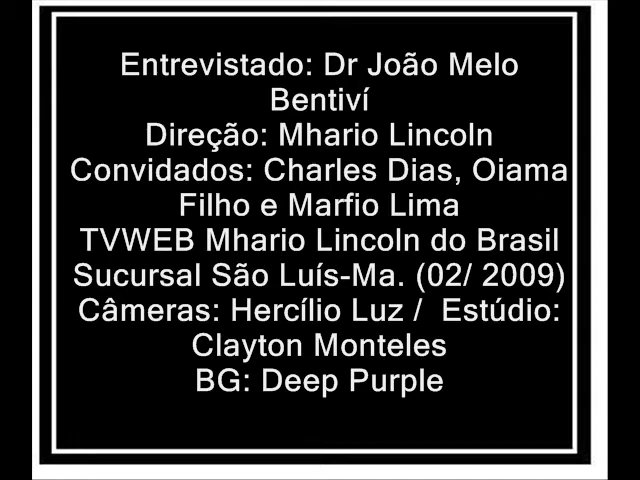 Entrevistado: Dr João Melo
Bentiví
Direção: Mhario Lincoln
Convidados: Charles Dias, Oiama
Filho e Marfio Lima
TVWEB Mhario Lincoln do Brasil
Sucursal São Luís-Ma. (02/ 2009)
Câmeras: Hercílio Luz / Estúdio:
Clayton Monteles
BG: Deep Purple